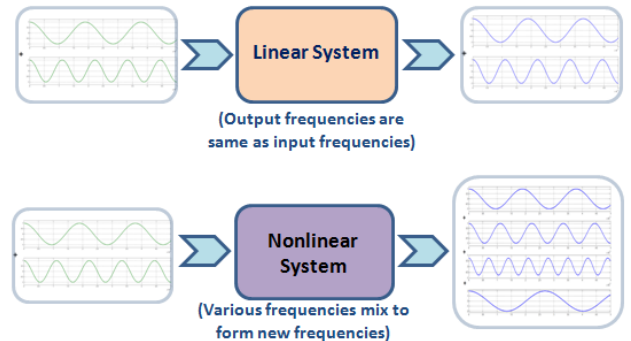 Linear System
(Output frequencies are
same as input frequencies)
Nonlinear
System
(Various frequencies mix to
form new frequencies)